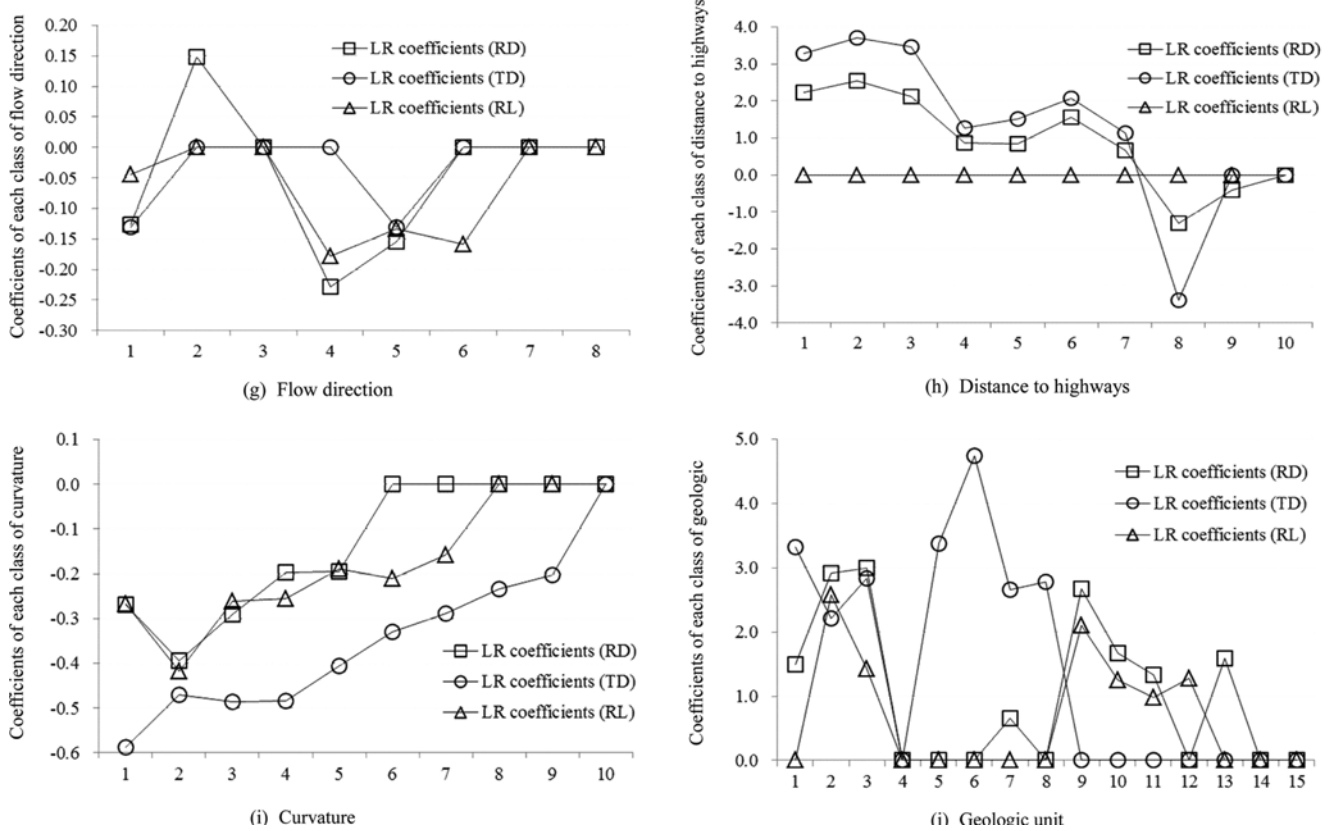 Coefficients of each class of flow direction
0.20
0.15
0.10
0.05
0.00
-0.05
-0.10
-0.15
-0.20
-0.25
-0.30
LR coefficients (RD)
LR coefficients (TD)
LR coefficients (RL)
1 2 3 4 5 6 7 8
(g) Flow direction
Coefficients of each class of distance to highways
4.0
3.0
2.0
1.0
0.0
-1.0
-2.0
-3.0
-4.0
LR coefficients (RD)
LR coefficients (TD)
LR coefficients (RL)
1 2 3 4 5 6 7 8 9 10
(h) Distance to highways
Coefficients of each class of curvature
0.1
0.0
-0.1
-0.2
-0.3
-0.4
-0.5
-0.6
LR coefficients (RD)
LR coefficients (TD)
LR coefficients (RL)
1 2 3 4 5 6 7 8 9 10
(i) Curvature
Coefficients of each class of geologic
5.0
4.0
3.0
2.0
1.0
0.0
LR coefficients (RD)
LR coefficients (TD)
LR coefficients (RL)
1 2 3 4 5 6 7 8 9 10 11 12 13 14 15
(j) Geologic unit